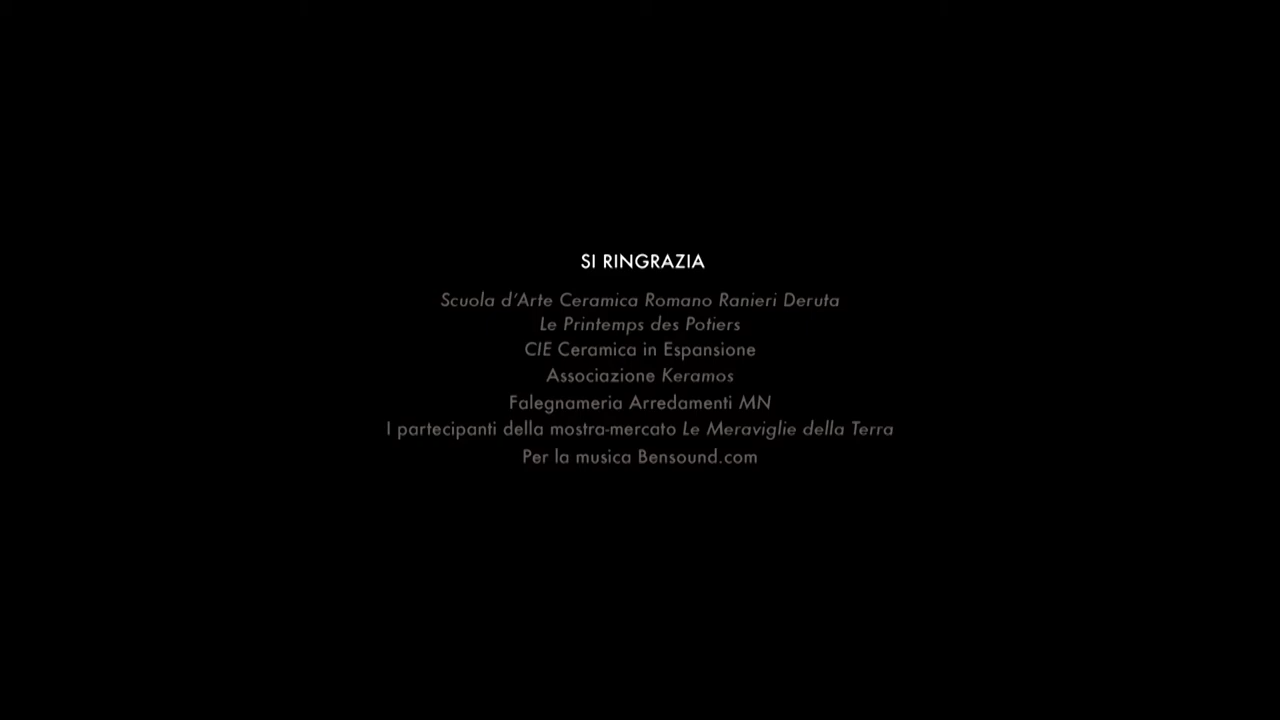 SI RINGRAZIA
Scuola d'Arte Ceramica Romano Ranieri Deruta
Le Printemps des Potiers
CIE Ceramica in Espansione
Associazione Keramos
Falegnameria Arredamenti MN
I partecipanti della mostra-mercato Le Meraviglie della Terra
Per la musica Bensound.com